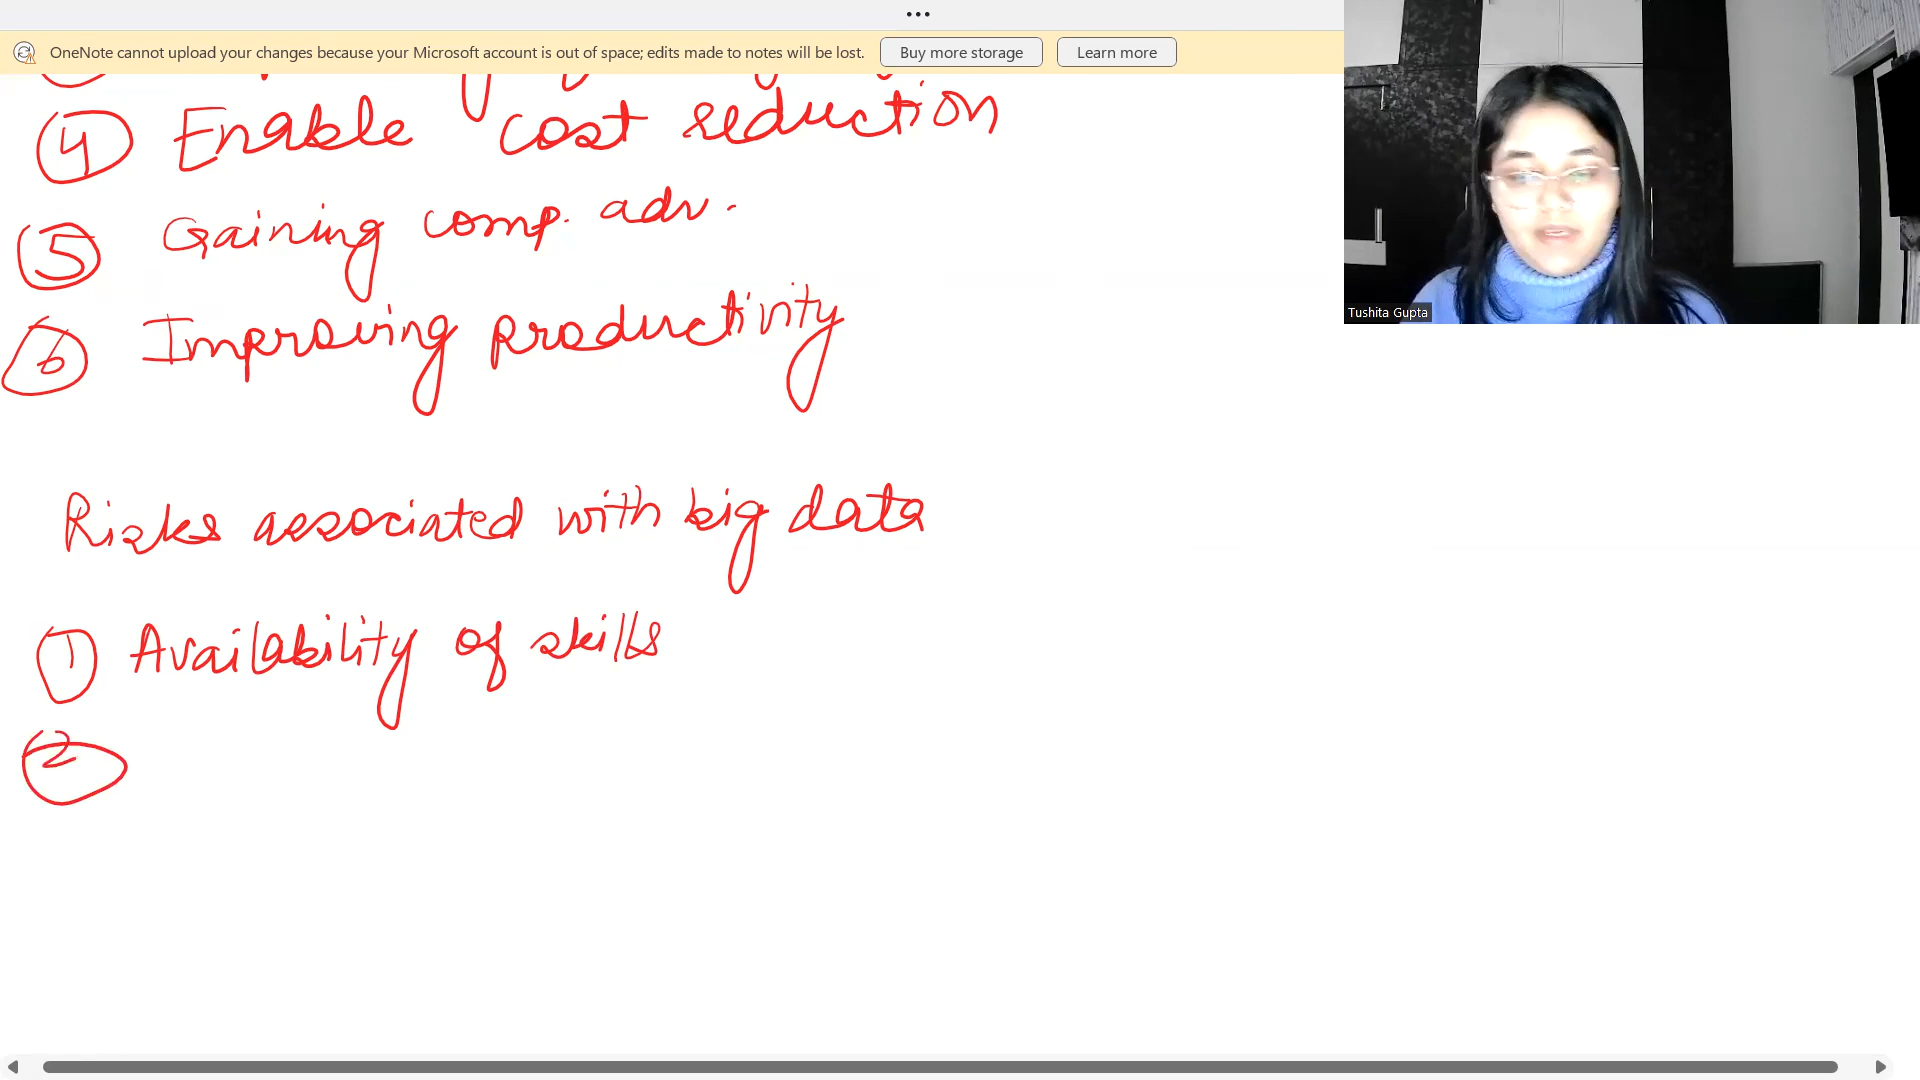 •••
OneNote cannot upload your changes because your Microsoft account is out of space; edits made to notes will be lost. Buy more storage Learn more
4 Enable cost reduction
5 Gaining comp. adv.
6 Improving productivity
Tushita Gupta
Risks associated with big data
1 Availability of skills
2